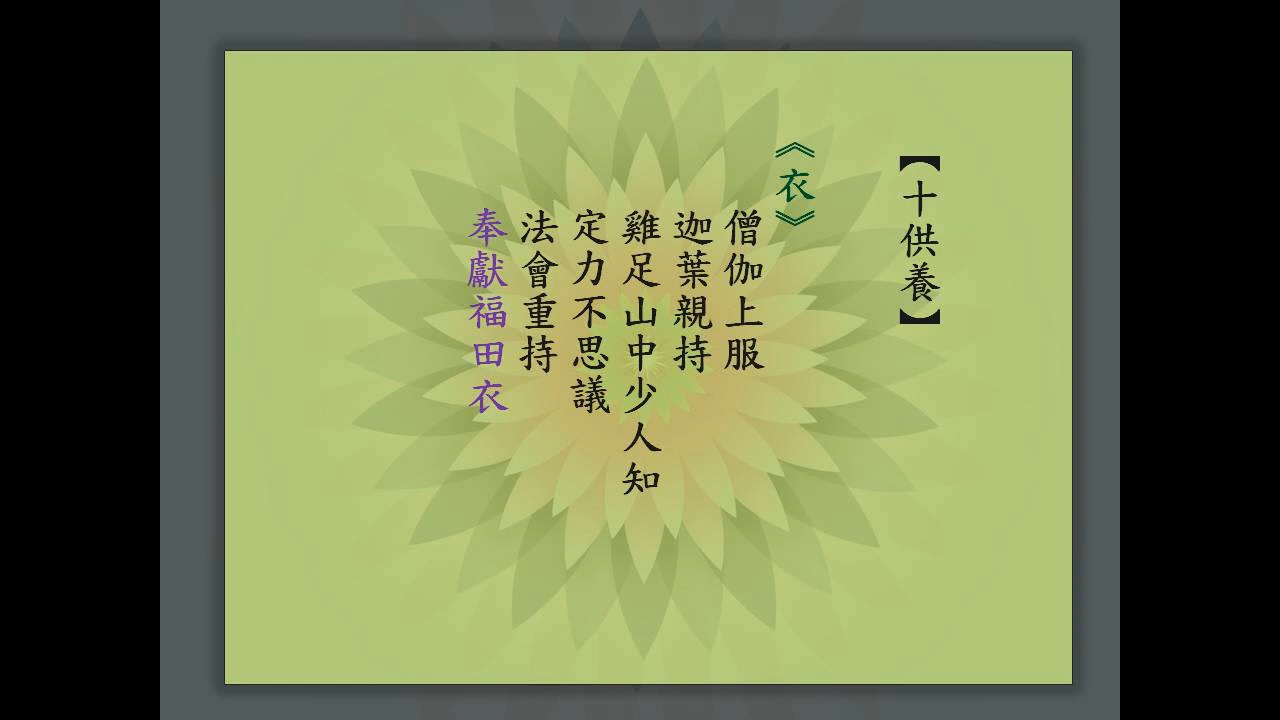 【十供養】
《衣》
僧伽上服
迦葉親持
雞足山中少人知
定力不思議
法會重持
奉獻福田衣